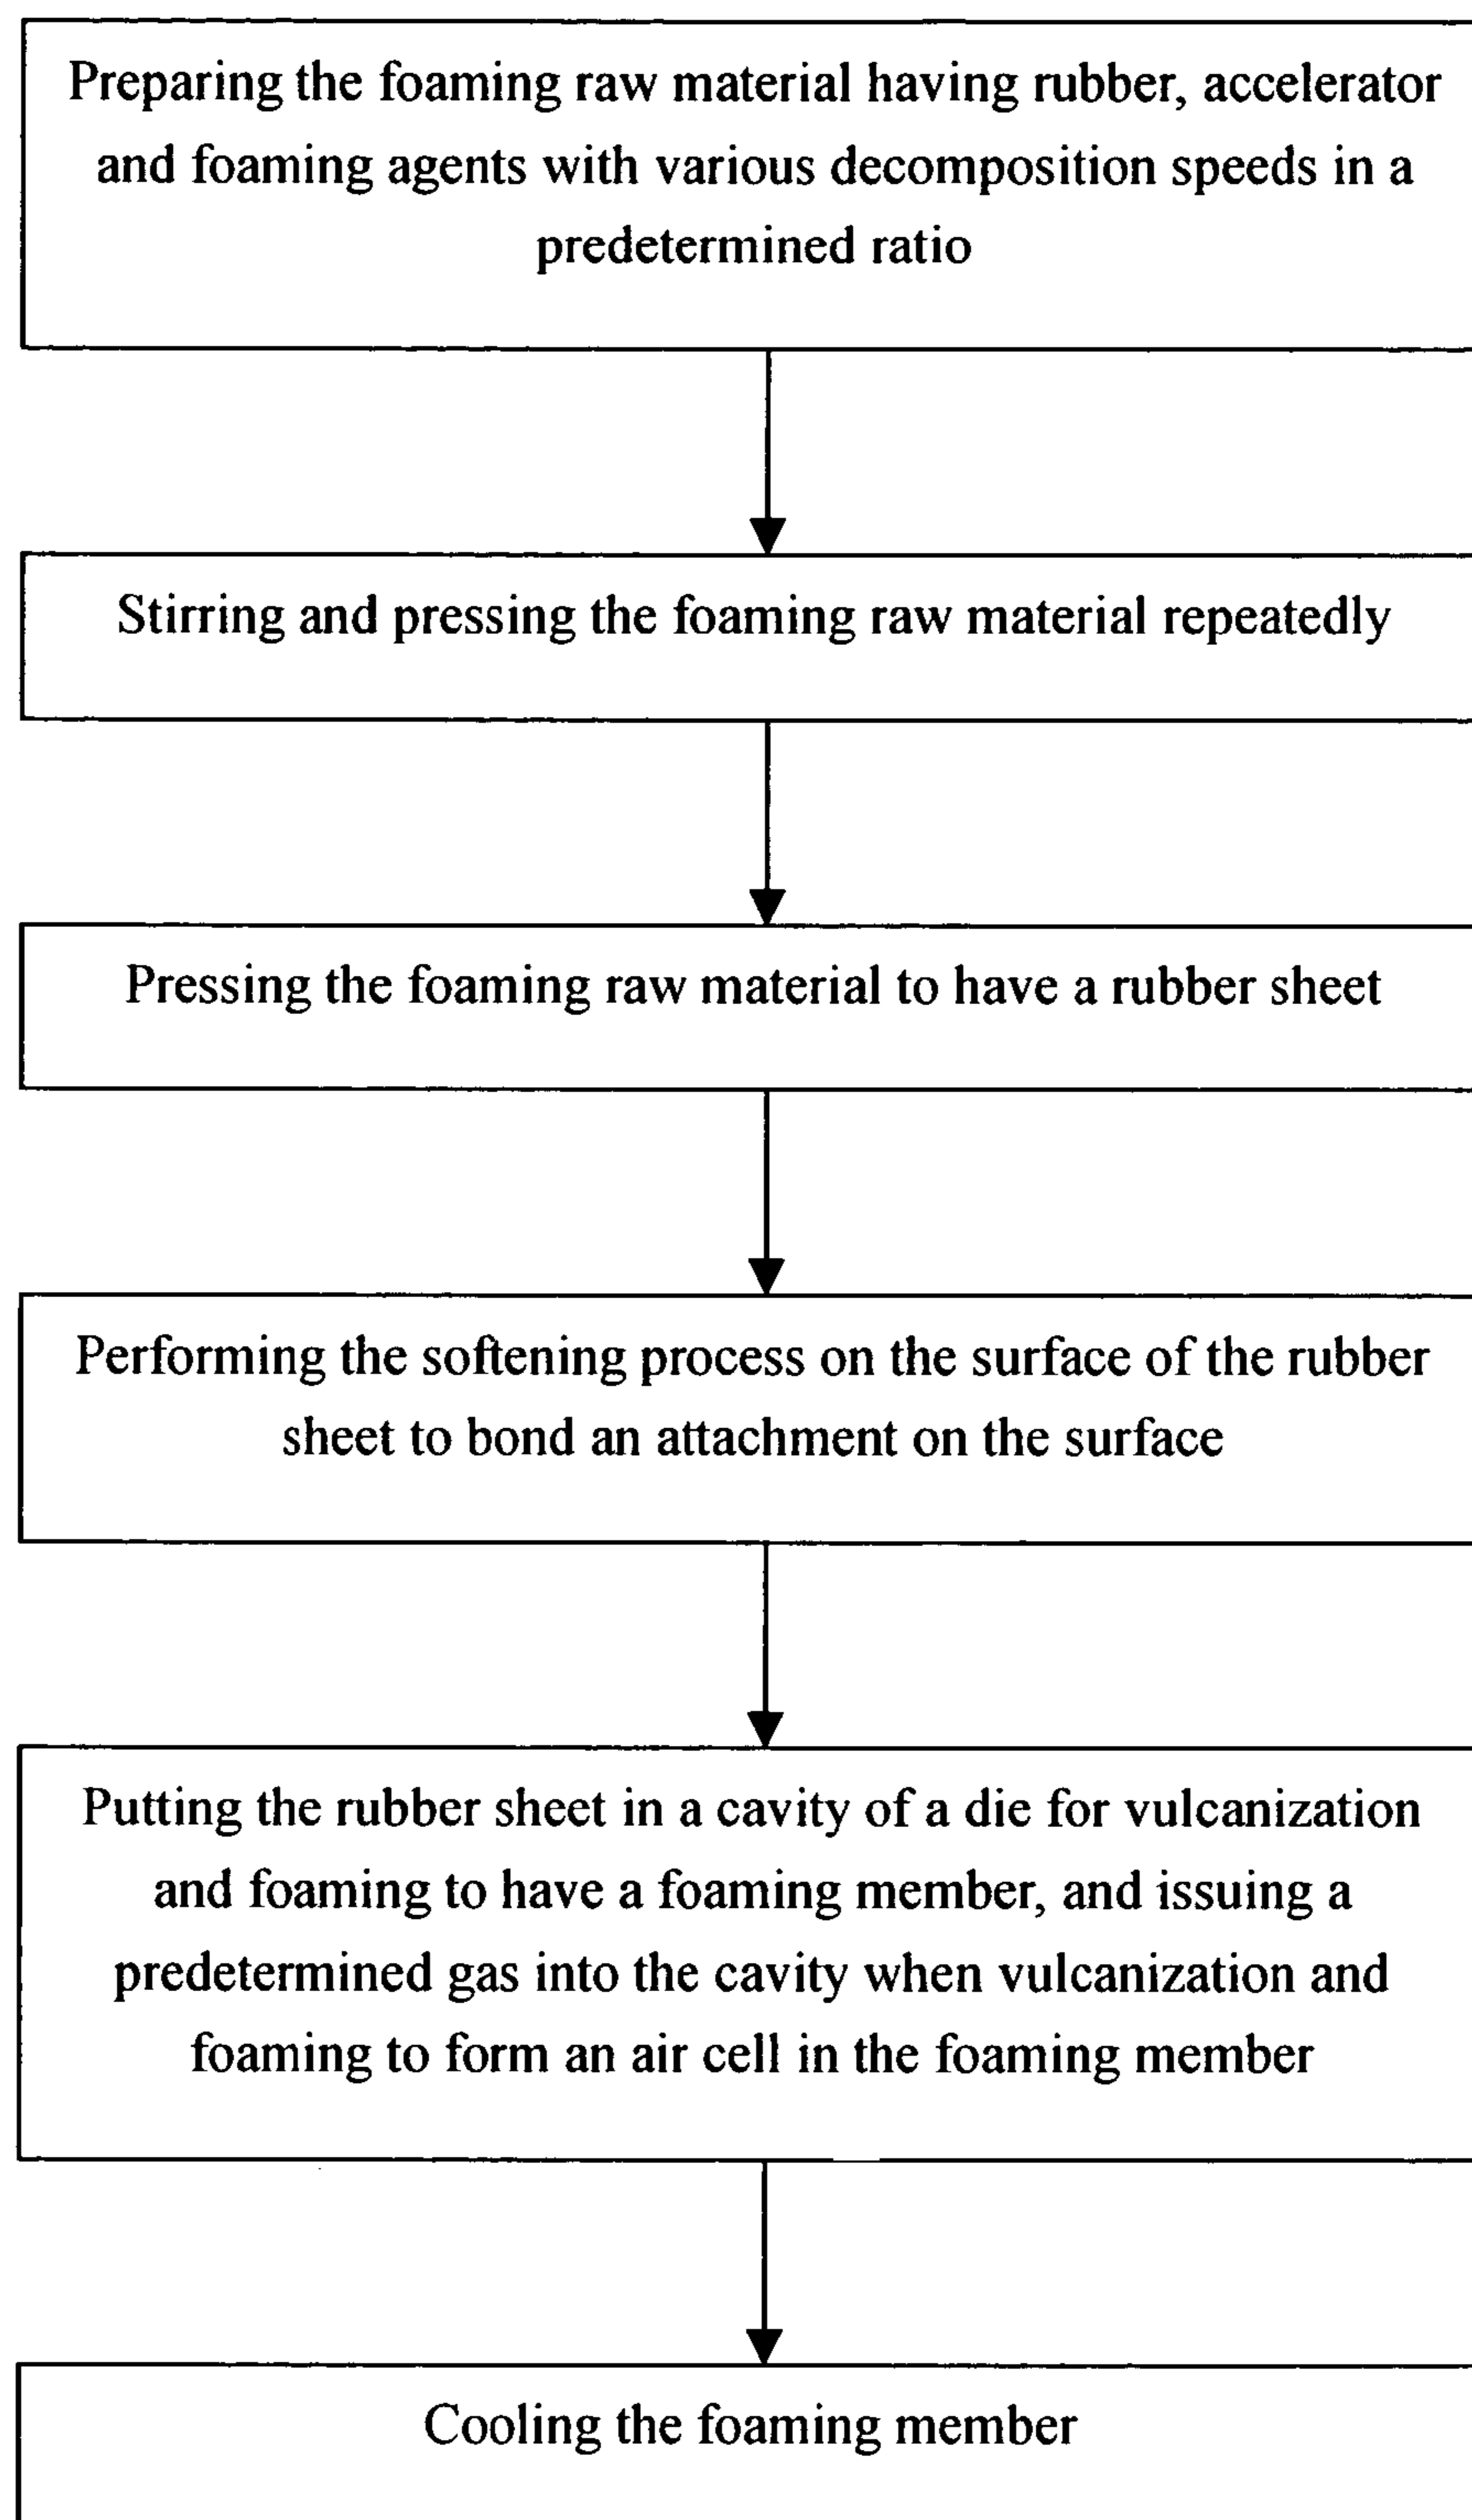 Preparing the foaming raw material having rubber, accelerator
and foaming agents with various decomposition speeds in a
predetermined ratio
Stirring and pressing the foaming raw material repeatedly
Pressing the foaming raw material to have a rubber sheet
Performing the softening process on the surface of the rubber
sheet to bond an attachment on the surface
Putting the rubber sheet in a cavity of a die for vulcanization
and foaming to have a foaming member, and issuing a
predetermined gas into the cavity when vulcanization and
foaming to form an air cell in the foaming member
Cooling the foaming member